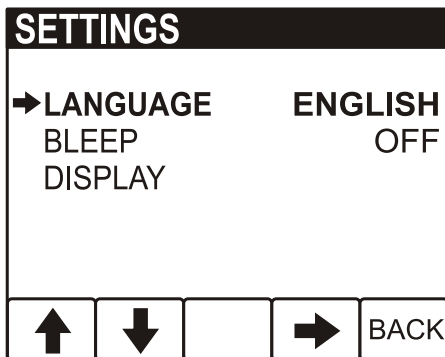 SETTINGS
LANGUAGE ENGLISH
BLEEP OFF
DISPLAY
BACK